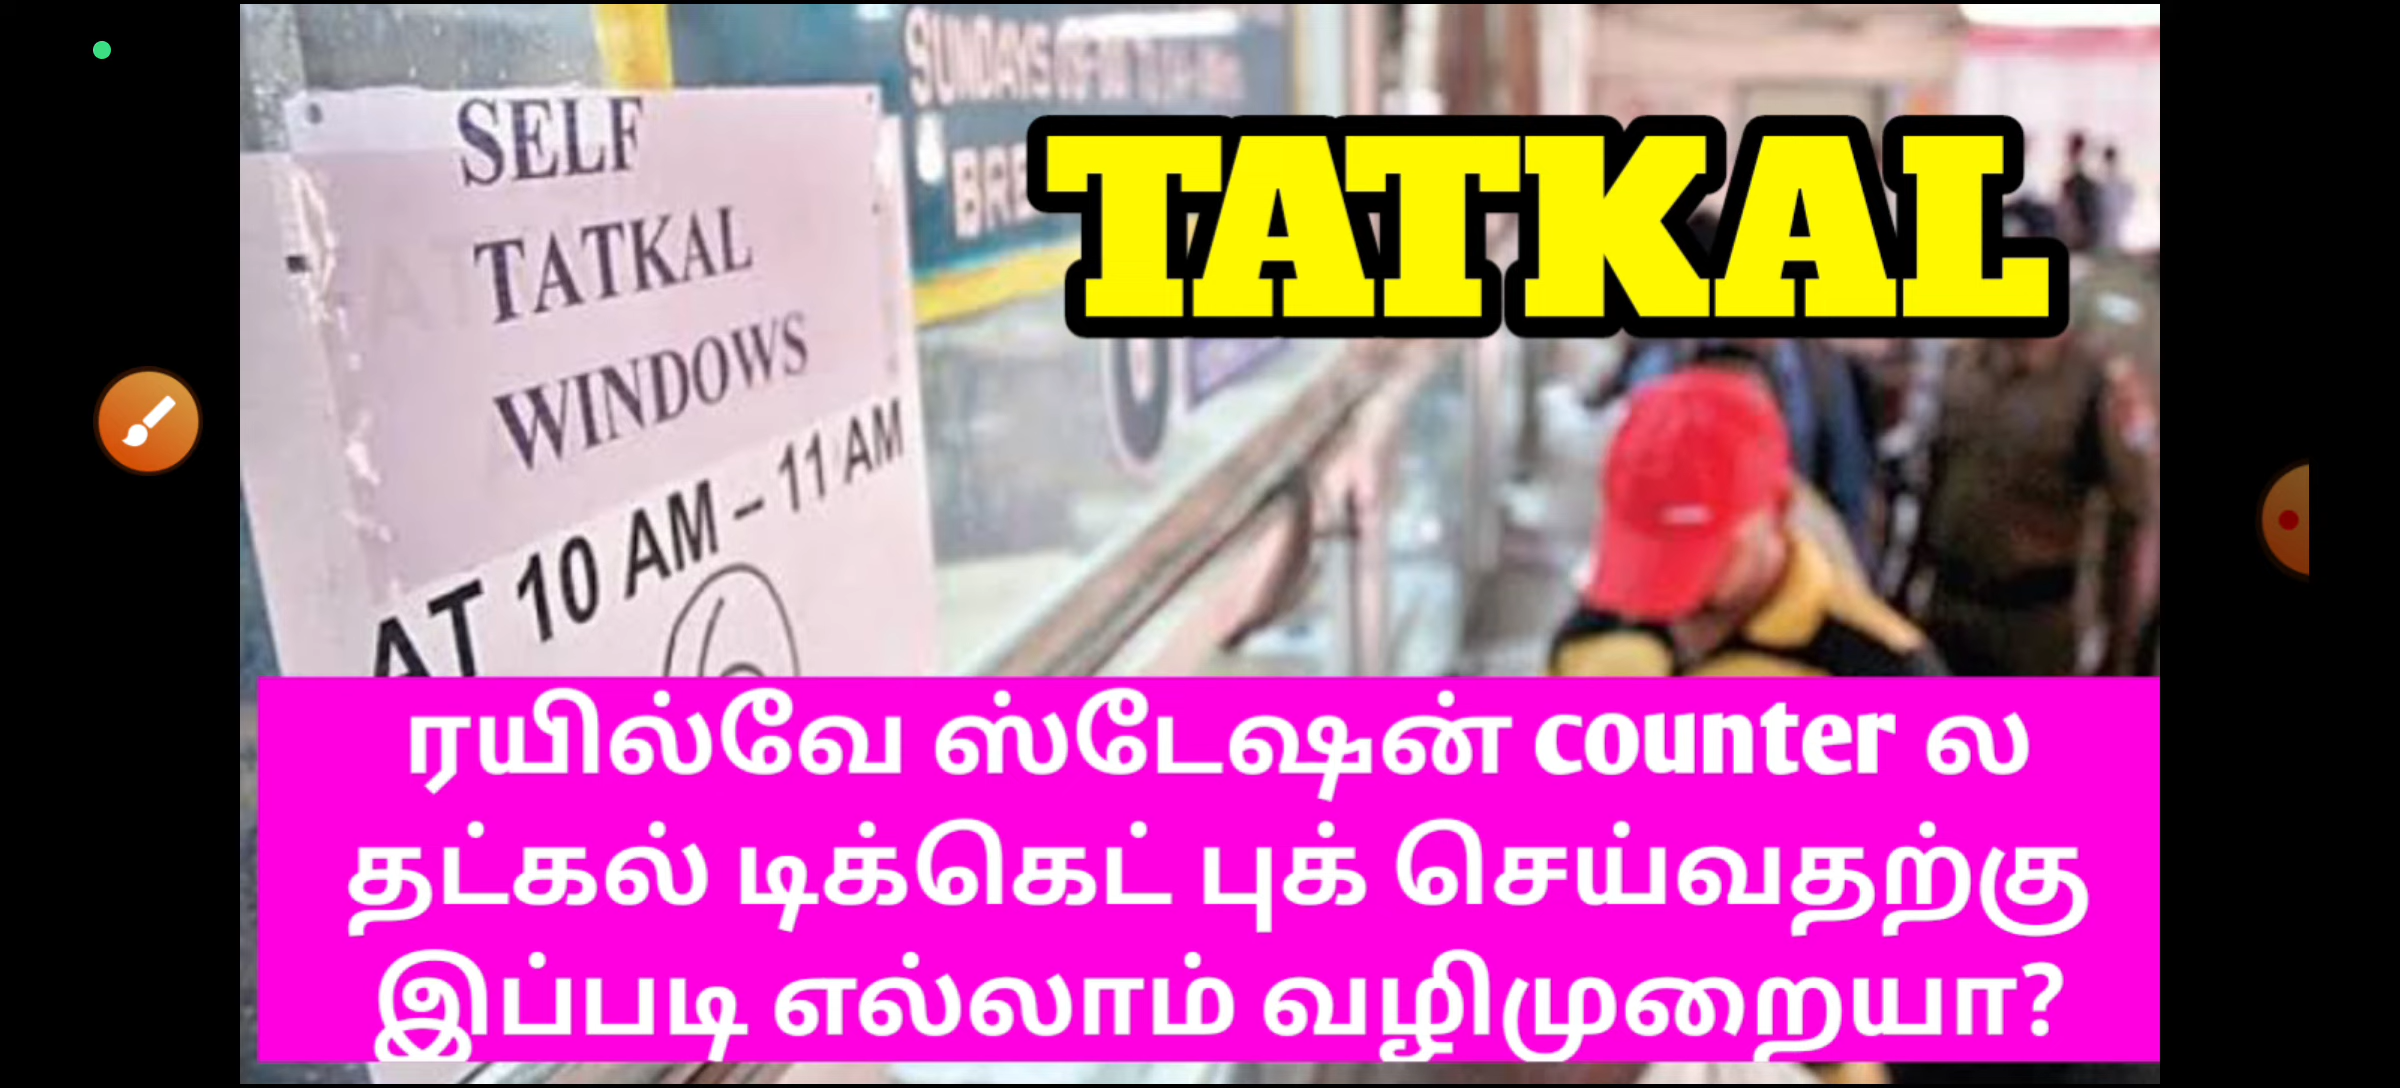 SUNDAYS
SELF
TATKAL
WINDOWS
AT 10 AM – 11 AM
TATKAL
ரயில்வே ஸ்டேஷன் counter ல
தட்கல் டிக்கெட் புக் செய்வதற்கு
இப்படி எல்லாம் வழிமுறையா?